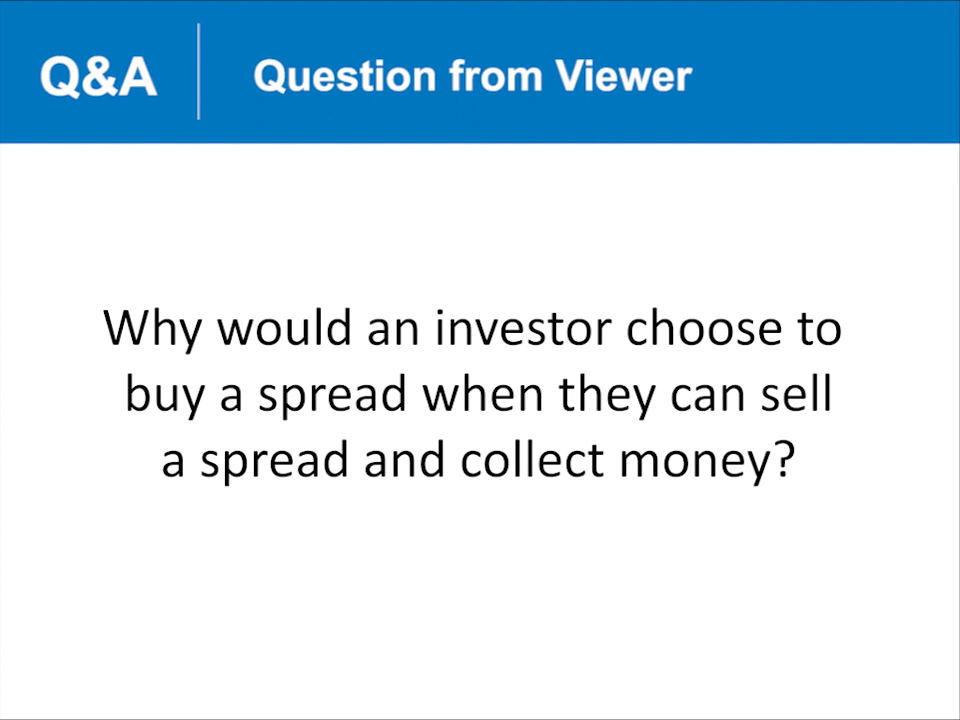 Q&A
Question from Viewer
Why would an investor choose to
buy a spread when they can sell
a spread and collect money?